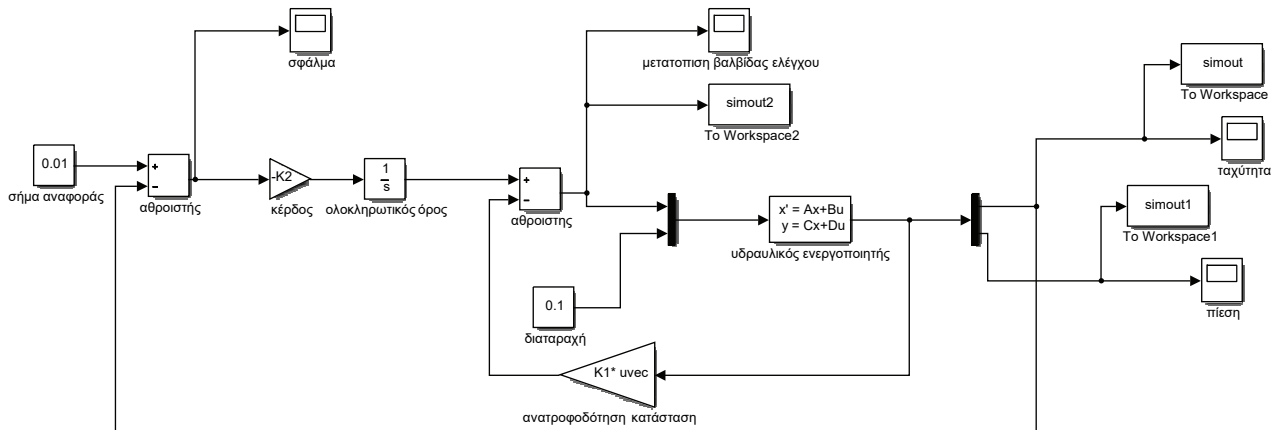 σφάλμα
μετατοπιση βαλβίδας ελέγχου
simout
To Workspace
simout2
To Workspace2
ταχύτητα
0.01
σήμα αναφοράς
+
−
αθροιστής
-K2
κέρδος
1
s
ολοκληρωτικός όρος
+
−
αθροιστης
x' = Ax+Bu
y = Cx+Du
υδραυλικός ενεργοποιητής
simout1
To Workspace1
πίεση
0.1
διαταραχή
K1* uvec
ανατροφοδότηση κατάσταση